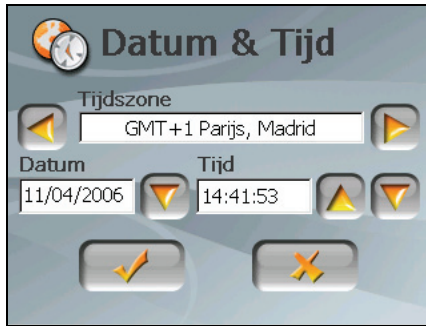 Datum & Tijd
Tijdszone
GMT+1 Parijs, Madrid
Datum Tijd
11/04/2006 14:41:53